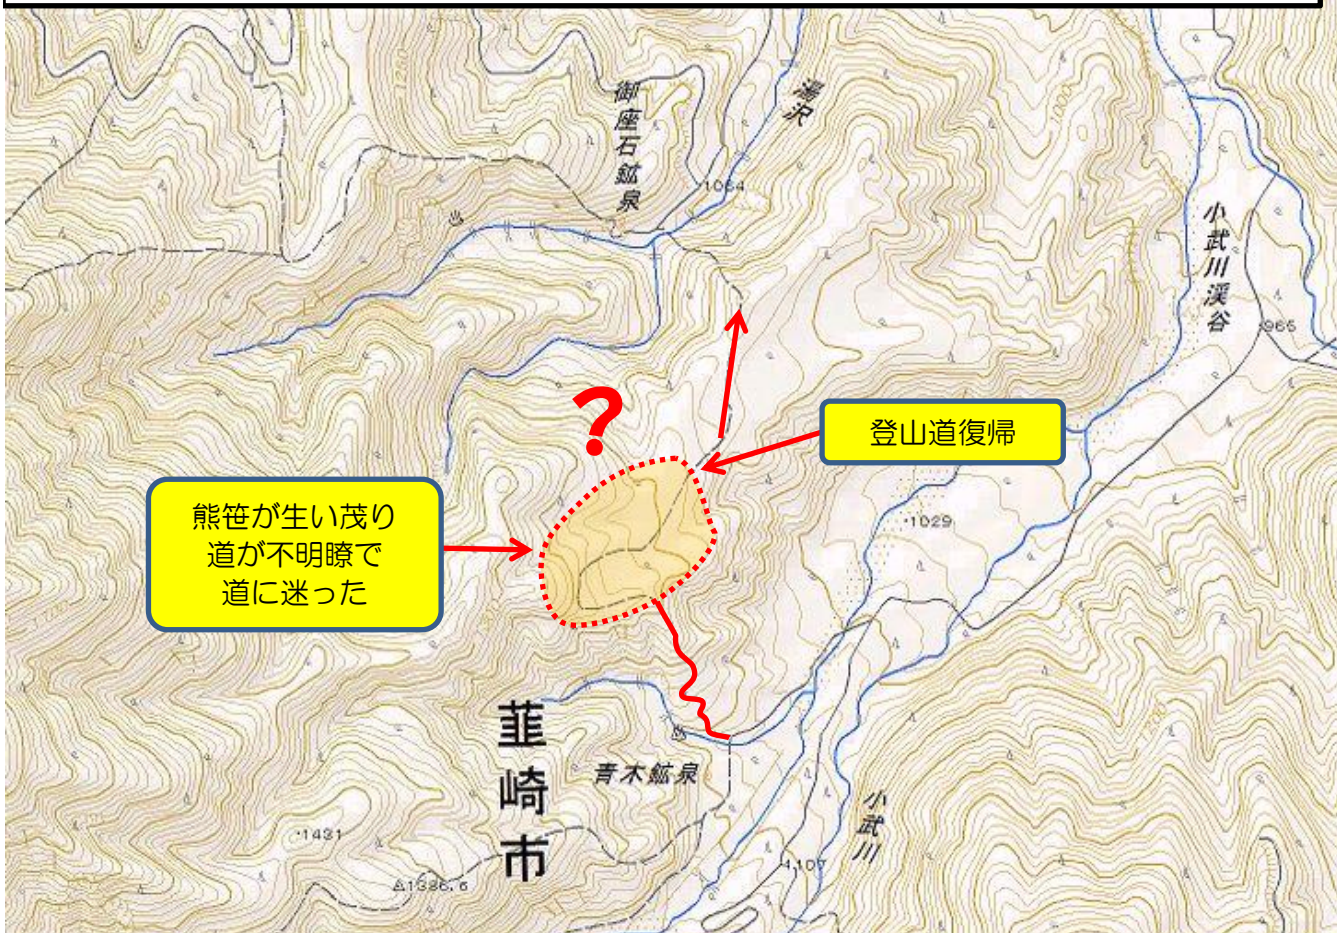 御座石鉱泉
湯沢
1064
小武川渓谷
965
?
登山道復帰
熊笹が生い茂り
道が不明瞭で
道に迷った
1029
韮崎市
青木鉱泉
小武川
1431
1336.6
1107